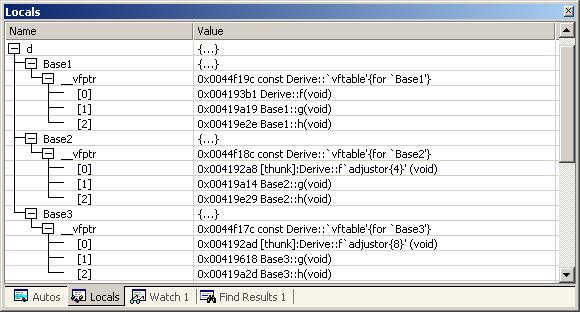 Locals
Name Value
d {...}
Base1 {...}
__vfptr 0x0044f19c const Derive::`vftable'{for `Base1'}
[0] 0x004193b1 Derive::f(void)
[1] 0x00419a19 Base1::g(void)
[2] 0x00419e2e Base1::h(void)
Base2 {...}
__vfptr 0x0044f18c const Derive::`vftable'{for `Base2'}
[0] 0x004192a8 [thunk]:Derive::f`adjustor{4}' (void)
[1] 0x00419a14 Base2::g(void)
[2] 0x00419e29 Base2::h(void)
Base3 {...}
__vfptr 0x0044f17c const Derive::`vftable'{for `Base3'}
[0] 0x004192ad [thunk]:Derive::f`adjustor{8}' (void)
[1] 0x00419618 Base3::g(void)
[2] 0x00419a2d Base3::h(void)
Autos Locals Watch 1 Find Results 1